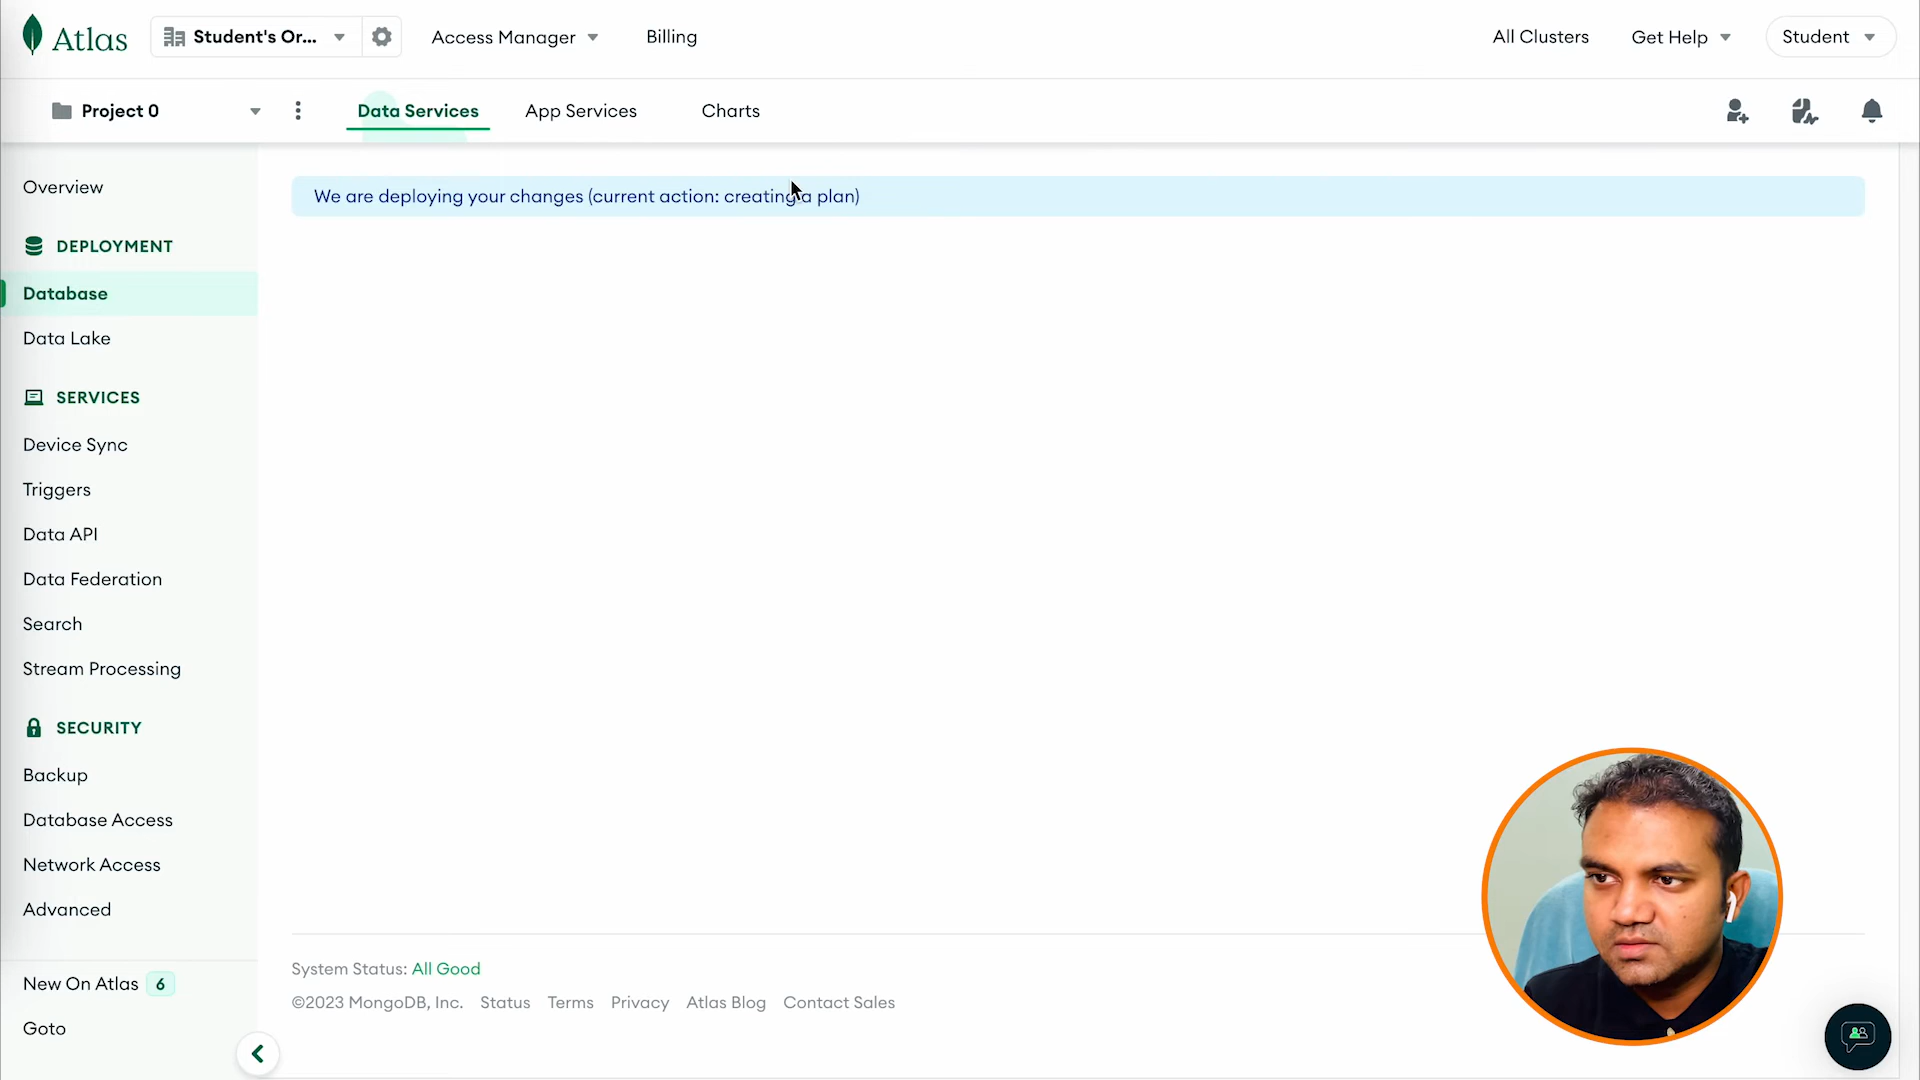 Atlas
Student's Or...
Access Manager
Billing
All Clusters
Get Help
Student
Project 0
Data Services
App Services
Charts
Overview
We are deploying your changes (current action: creating a plan)
DEPLOYMENT
Database
Data Lake
SERVICES
Device Sync
Triggers
Data API
Data Federation
Search
Stream Processing
SECURITY
Backup
Database Access
Network Access
Advanced
New On Atlas 6
Goto
System Status: All Good
©2023 MongoDB, Inc. Status Terms Privacy Atlas Blog Contact Sales